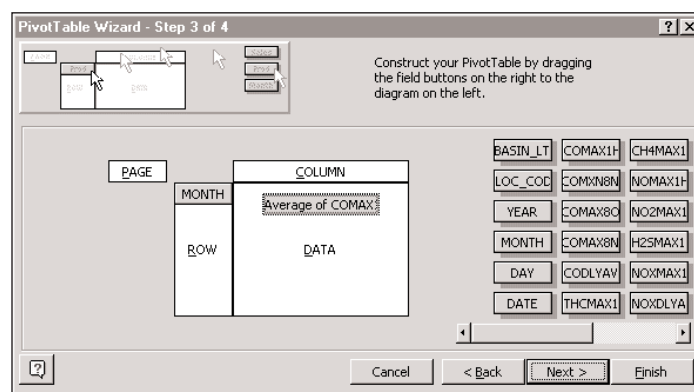 PivotTable Wizard - Step 3 of 4
Construct your PivotTable by dragging
the field buttons on the right to the
diagram on the left.
PAGE
COLUMN
MONTH
Average of COMAX
ROW
DATA
BASIN_LT COMAX1H CH4MAX1
LOC_COD COMXN8N NOMAX1H
YEAR COMAX8O NO2MAX1
MONTH COMAX8N H2SMAX1
DAY CODLYAV NOXMAX1
DATE THCMAX1 NOXDLYA
Cancel < Back Next > Finish